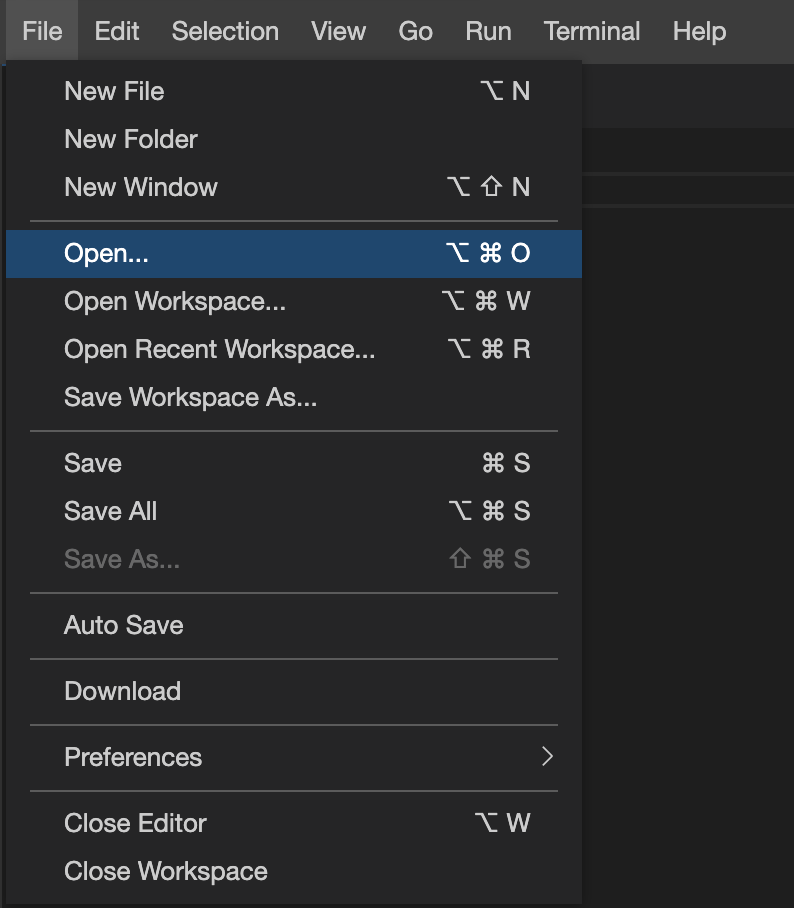 File Edit Selection View Go Run Terminal Help
New File ⌥ N
New Folder
New Window ⌥ ⇧ N
Open... ⌥ ⌘ O
Open Workspace... ⌥ ⌘ W
Open Recent Workspace... ⌥ ⌘ R
Save Workspace As...
Save ⌘ S
Save All ⌥ ⌘ S
Save As... ⇧ ⌘ S
Auto Save
Download
Preferences
Close Editor ⌥ W
Close Workspace